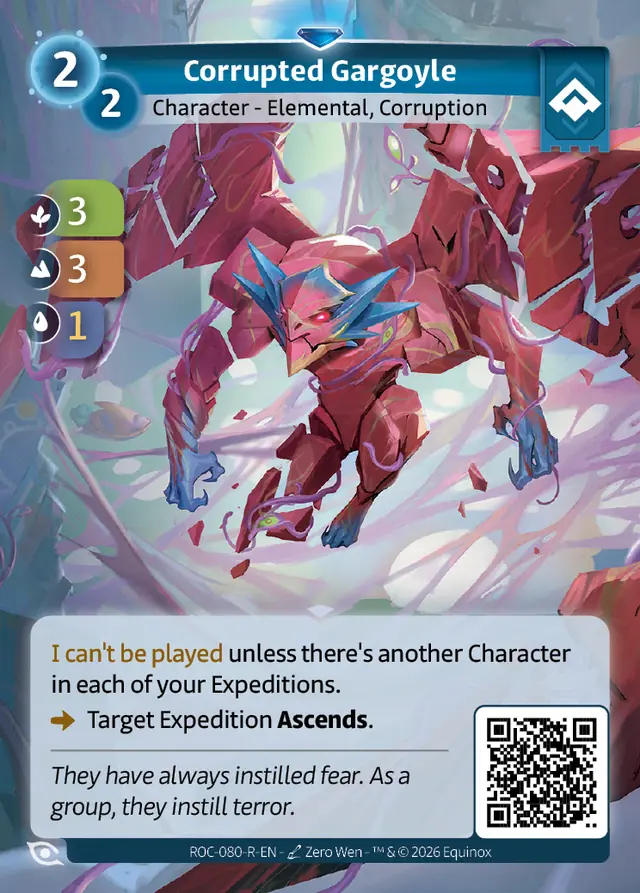 2
Corrupted Gargoyle
2
Character - Elemental, Corruption
3
3
1
I can't be played unless there's another Character
in each of your Expeditions.
Target Expedition Ascends.
They have always instilled fear. As a
group, they instill terror.
ROC-080-R-EN - Zero Wen - ™ & © 2026 Equinox